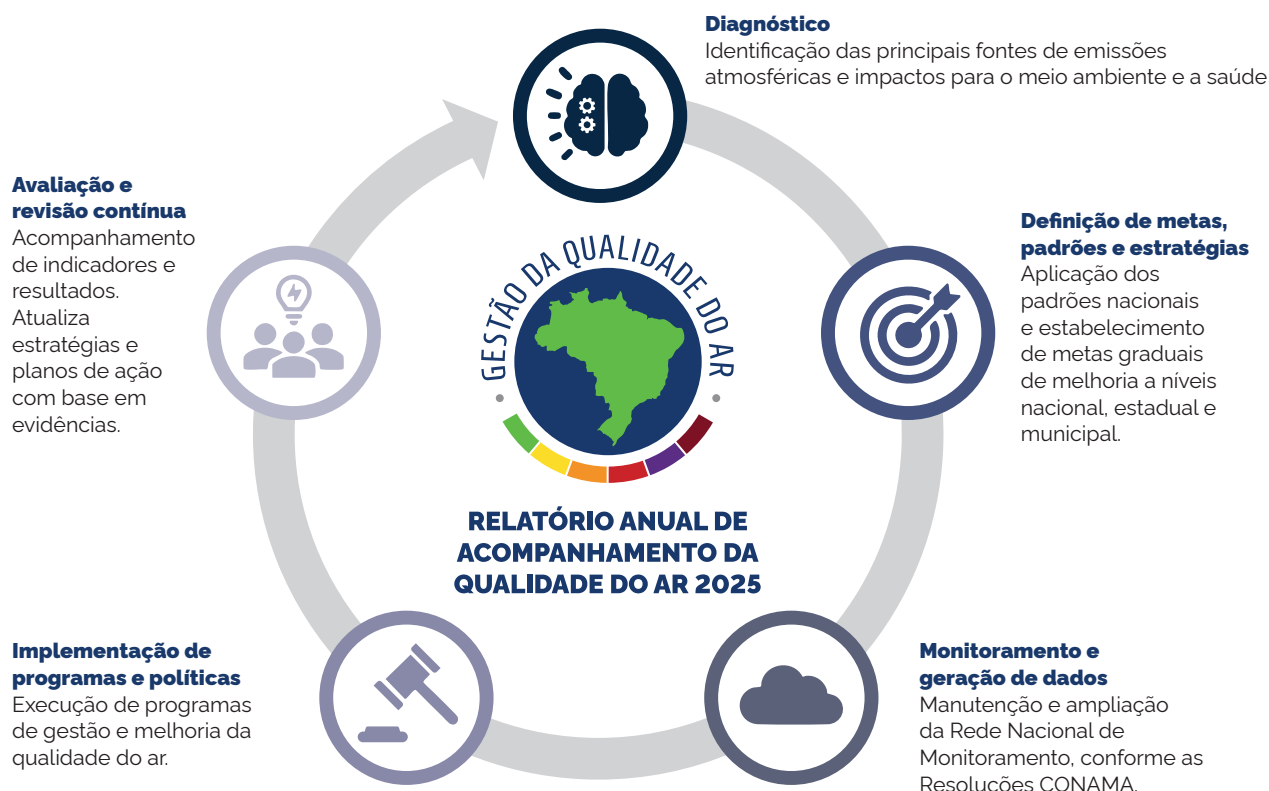 Diagnóstico
Identificação das principais fontes de emissões
atmosféricas e impactos para o meio ambiente e a saúde
Definição de metas,
padrões e estratégias
Aplicação dos
padrões nacionais
e estabelecimento
de metas graduais
de melhoria a níveis
nacional, estadual e
municipal.
Monitoramento e
geração de dados
Manutenção e ampliação
da Rede Nacional de
Monitoramento, conforme as
Resoluções CONAMA.
Implementação de
programas e políticas
Execução de programas
de gestão e melhoria da
qualidade do ar.
Avaliação e
revisão contínua
Acompanhamento
de indicadores e
resultados.
Atualiza
estratégias e
planos de ação
com base em
evidências.
GESTÃO DA QUALIDADE DO AR
RELATÓRIO ANUAL DE
ACOMPANHAMENTO DA
QUALIDADE DO AR 2025